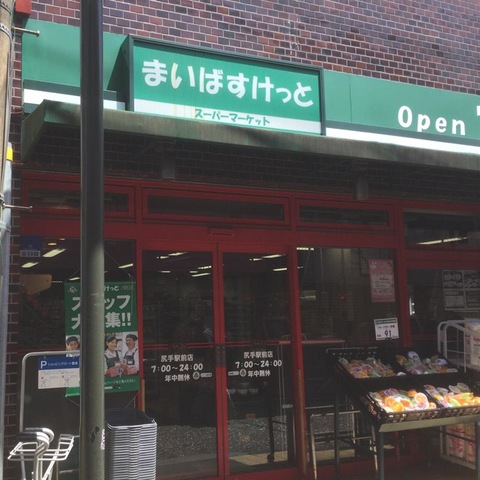 まいばすけっと
スーパーマーケット
Open
スタッフ
大募集!!
P
尻手駅前店
7:00〜24:00
年中無休
尻手駅前店
7:00〜24:00
年中無休
91